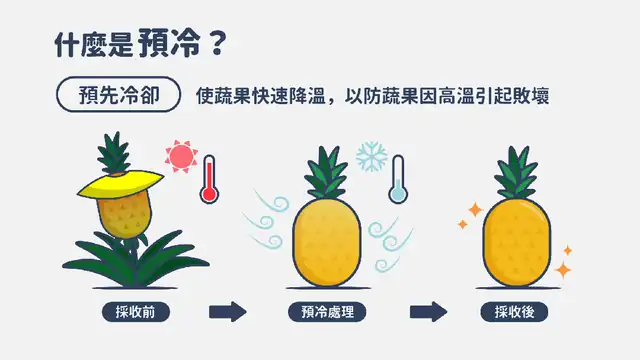 什麼是預冷？
預先冷卻
使蔬果快速降溫，以防蔬果因高溫引起敗壞
採收前
預冷處理
採收後